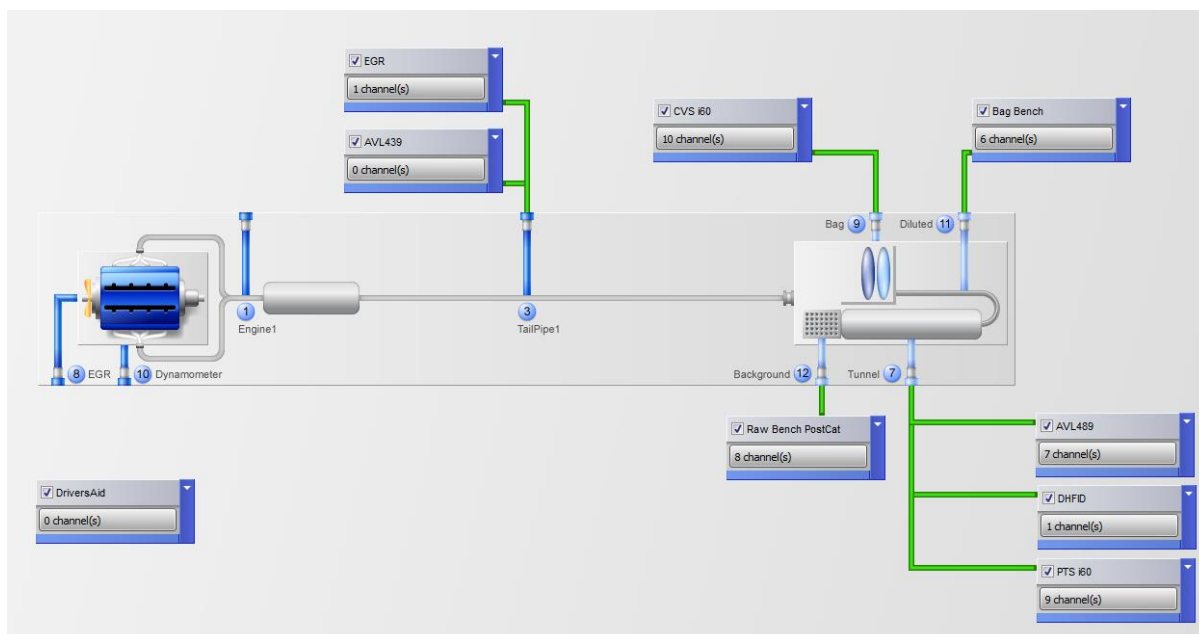 EGR
1 channel(s)
AVL439
0 channel(s)
CVS i60
10 channel(s)
Bag Bench
6 channel(s)
Bag 9
Diluted 11
1
Engine1
3
TailPipe1
8 EGR
10 Dynamometer
Background 12
Tunnel 7
Raw Bench PostCat
8 channel(s)
AVL489
7 channel(s)
DHFID
1 channel(s)
PTS i60
9 channel(s)
DriversAid
0 channel(s)